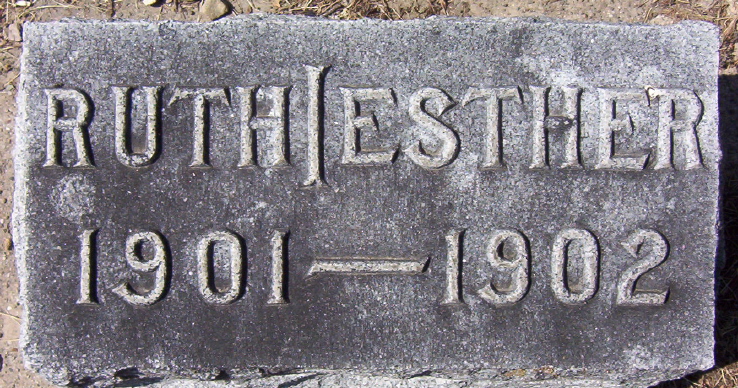 RUTH | ESTHER
1901 — 1902